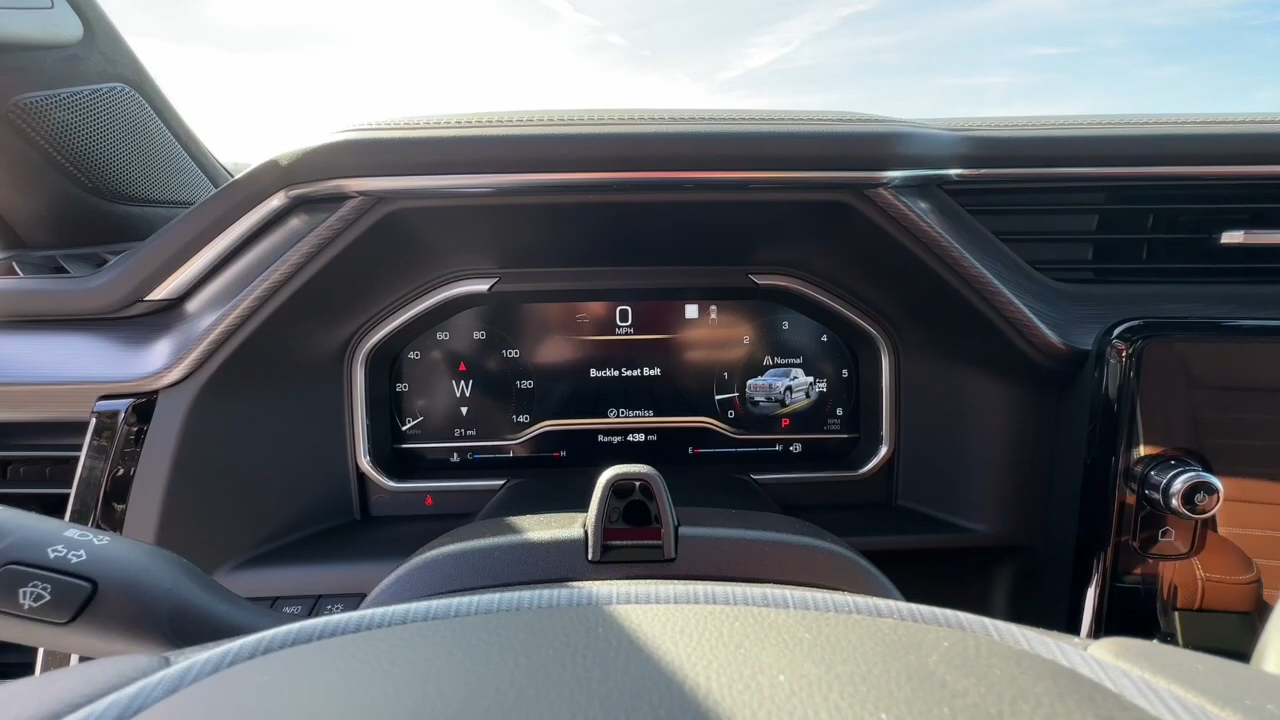 0
MPH
60 80
40 100
20 120
0 140
MPH
W
21 mi
Buckle Seat Belt
Dismiss
Range: 439 mi
C H
E F
Normal
3
2 4
1 5
0 6
P
RPM
x1000
2WD
INFO